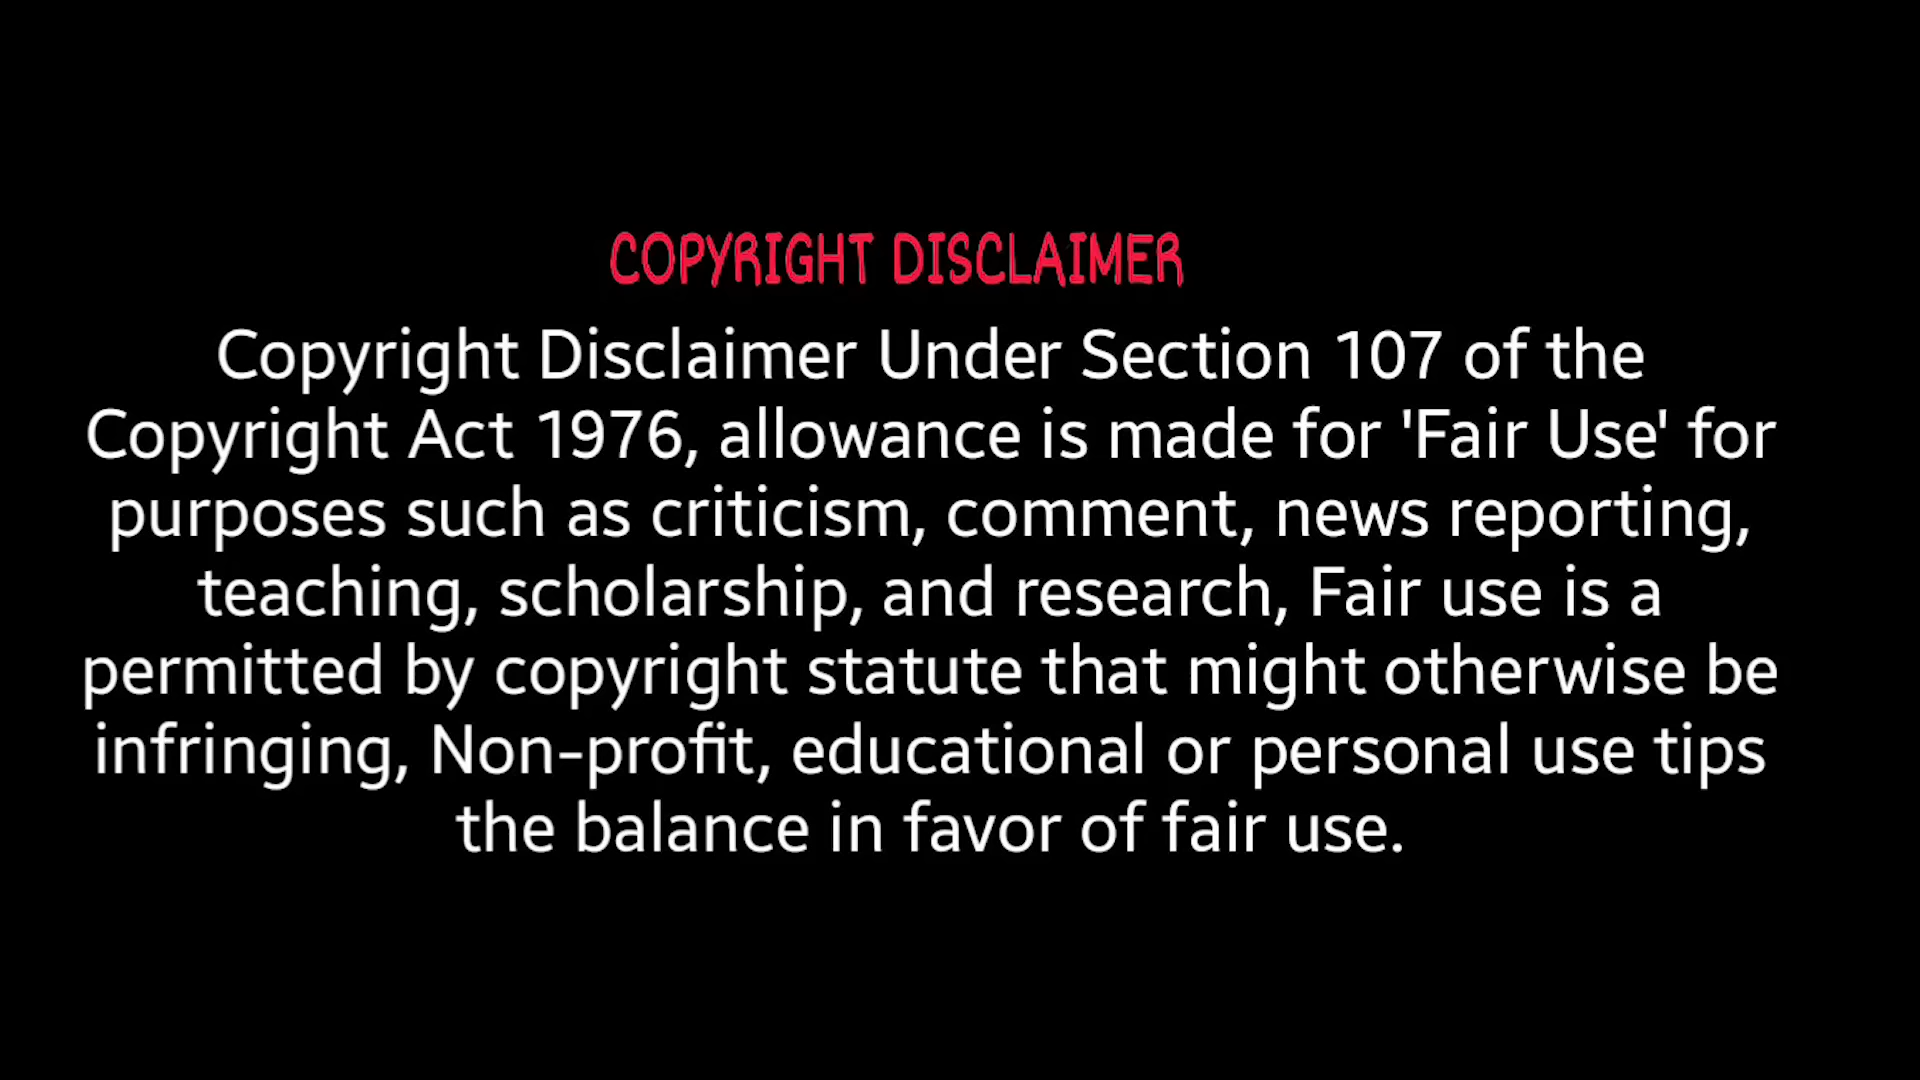 COPYRIGHT DISCLAIMER
Copyright Disclaimer Under Section 107 of the
Copyright Act 1976, allowance is made for 'Fair Use' for
purposes such as criticism, comment, news reporting,
teaching, scholarship, and research, Fair use is a
permitted by copyright statute that might otherwise be
infringing, Non-profit, educational or personal use tips
the balance in favor of fair use.